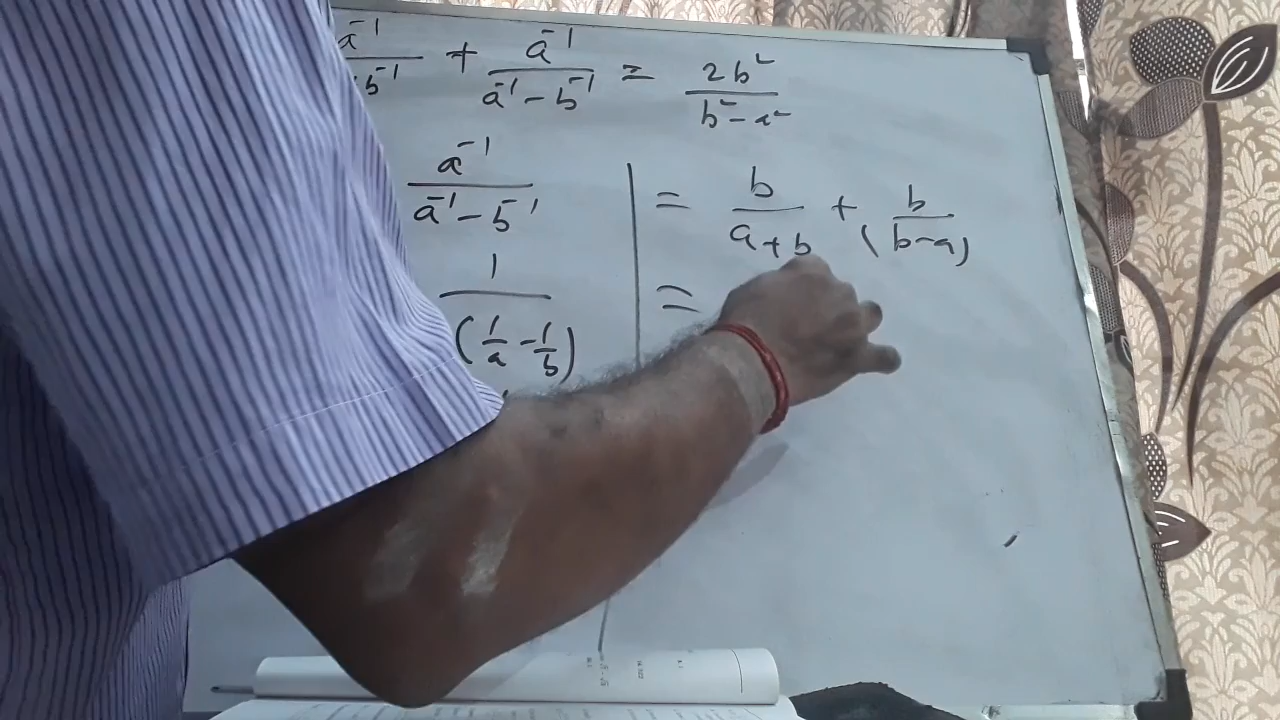 a⁻¹/b⁻¹ + a⁻¹/(a⁻¹ - b⁻¹) = 2b²/(b² - a²)
a⁻¹/(a⁻¹ - b⁻¹)
1/(1/a - 1/b)
= b/(a + b) + b/(b - a)
=